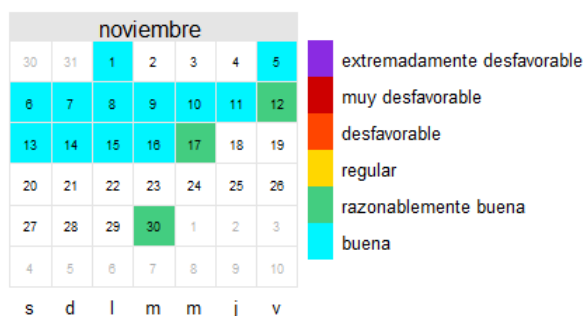 noviembre
30 31 1 2 3 4 5
6 7 8 9 10 11 12
13 14 15 16 17 18 19
20 21 22 23 24 25 26
27 28 29 30 1 2 3
4 5 6 7 8 9 10
s d l m m j v
extremadamente desfavorable
muy desfavorable
desfavorable
regular
razonablemente buena
buena